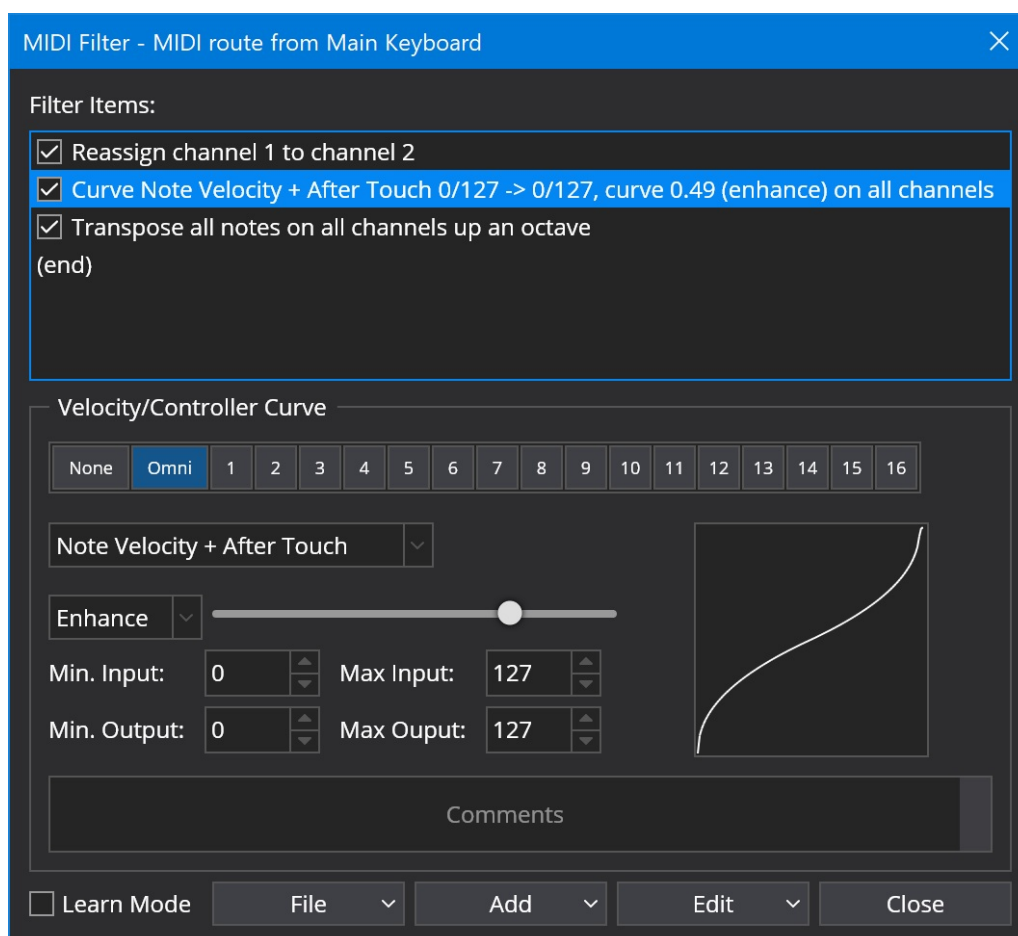 MIDI Filter - MIDI route from Main Keyboard
Filter Items:
Reassign channel 1 to channel 2
Curve Note Velocity + After Touch 0/127 -> 0/127, curve 0.49 (enhance) on all channels
Transpose all notes on all channels up an octave
(end)
Velocity/Controller Curve
None Omni 1 2 3 4 5 6 7 8 9 10 11 12 13 14 15 16
Note Velocity + After Touch
Enhance
Min. Input: 0 Max Input: 127
Min. Output: 0 Max Ouput: 127
Comments
Learn Mode File Add Edit Close